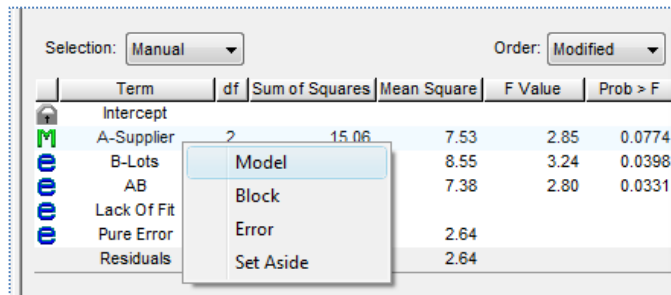 Selection: Manual Order: Modified
Term df Sum of Squares Mean Square F Value Prob > F
Intercept
M A-Supplier 2 15.06 7.53 2.85 0.0774
e B-Lots 8.55 3.24 0.0398
e AB 7.38 2.80 0.0331
e Lack Of Fit
e Pure Error 2.64
Residuals 2.64
Model
Block
Error
Set Aside